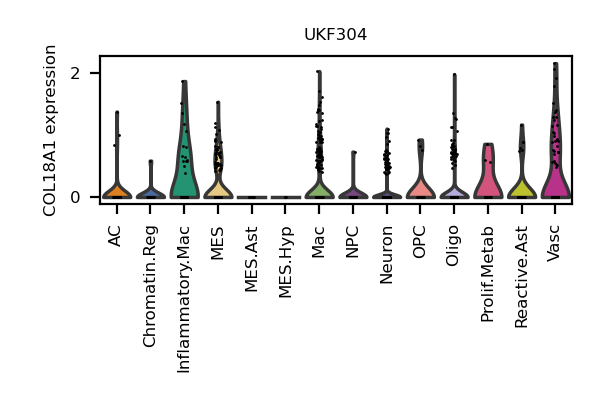 UKF304
COL18A1 expression
2
0
AC
Chromatin.Reg
Inflammatory.Mac
MES
MES.Ast
MES.Hyp
Mac
NPC
Neuron
OPC
Oligo
Prolif.Metab
Reactive.Ast
Vasc